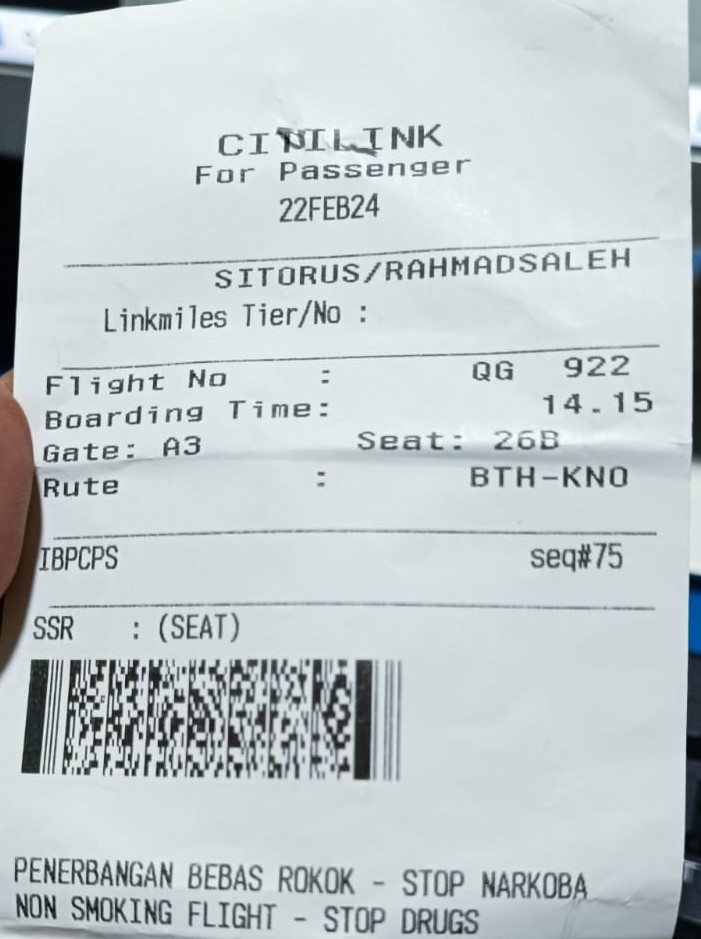 CITILINK
For Passenger
22FEB24
SITORUS/RAHMADSALEH
Linkmiles Tier/No :
Flight No : QG 922
Boarding Time: 14.15
Gate: A3 Seat: 26B
Rute : BTH-KNO
IBPCPS seq#75
SSR : (SEAT)
PENERBANGAN BEBAS ROKOK - STOP NARKOBA
NON SMOKING FLIGHT - STOP DRUGS